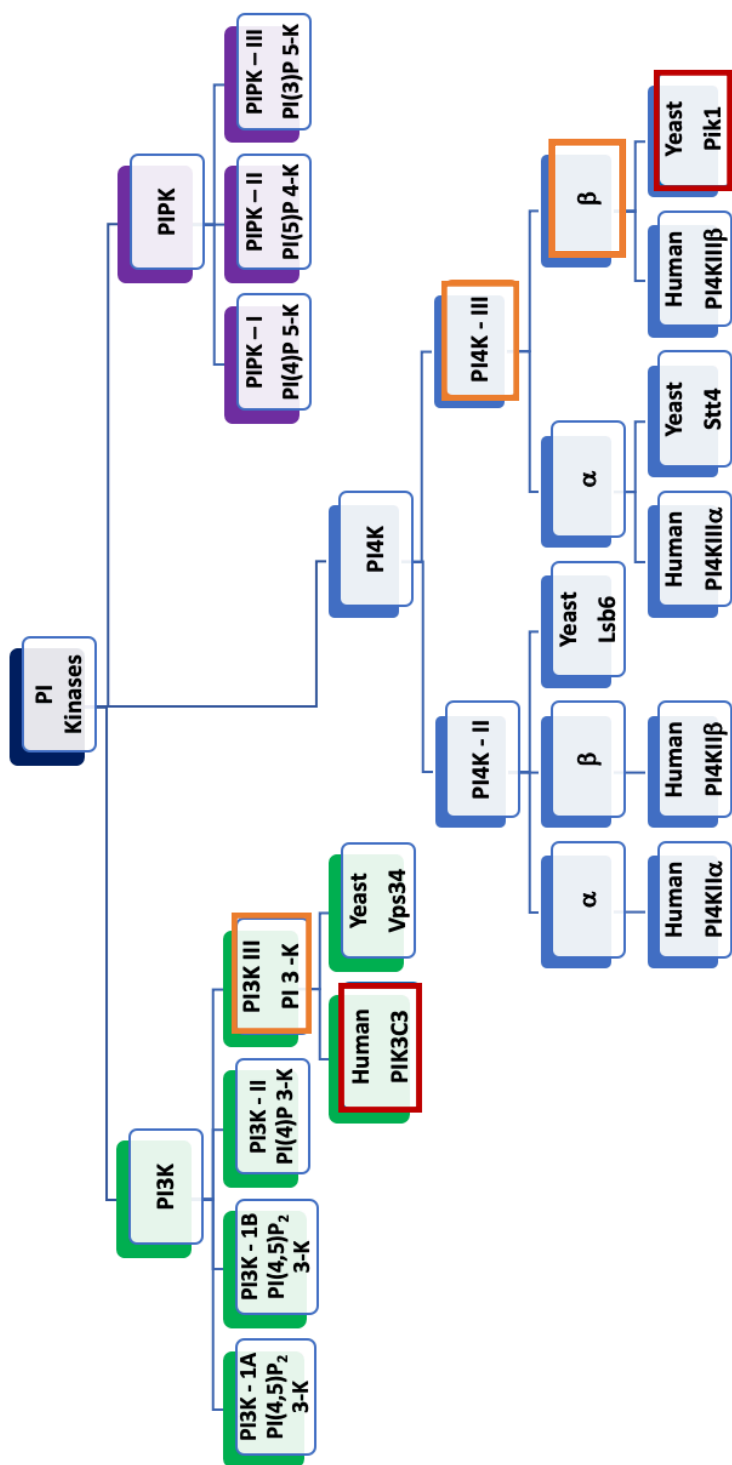 PI
Kinases
PI3K
PI4K
PIPK
PI3K - 1A
PI(4,5)P₂
3-K
PI3K - 1B
PI(4,5)P₂
3-K
PI3K - II
PI(4)P 3-K
PI3K III
PI 3 -K
PIPK – I
PI(4)P 5-K
PIPK – II
PI(5)P 4-K
PIPK – III
PI(3)P 5-K
Human
PIK3C3
Yeast
Vps34
PI4K - II
PI4K - III
α
β
Yeast
Lsb6
α
β
Human
PI4KIIα
Human
PI4KIIβ
Human
PI4KIIIα
Yeast
Stt4
Human
PI4KIIIβ
Yeast
Pik1